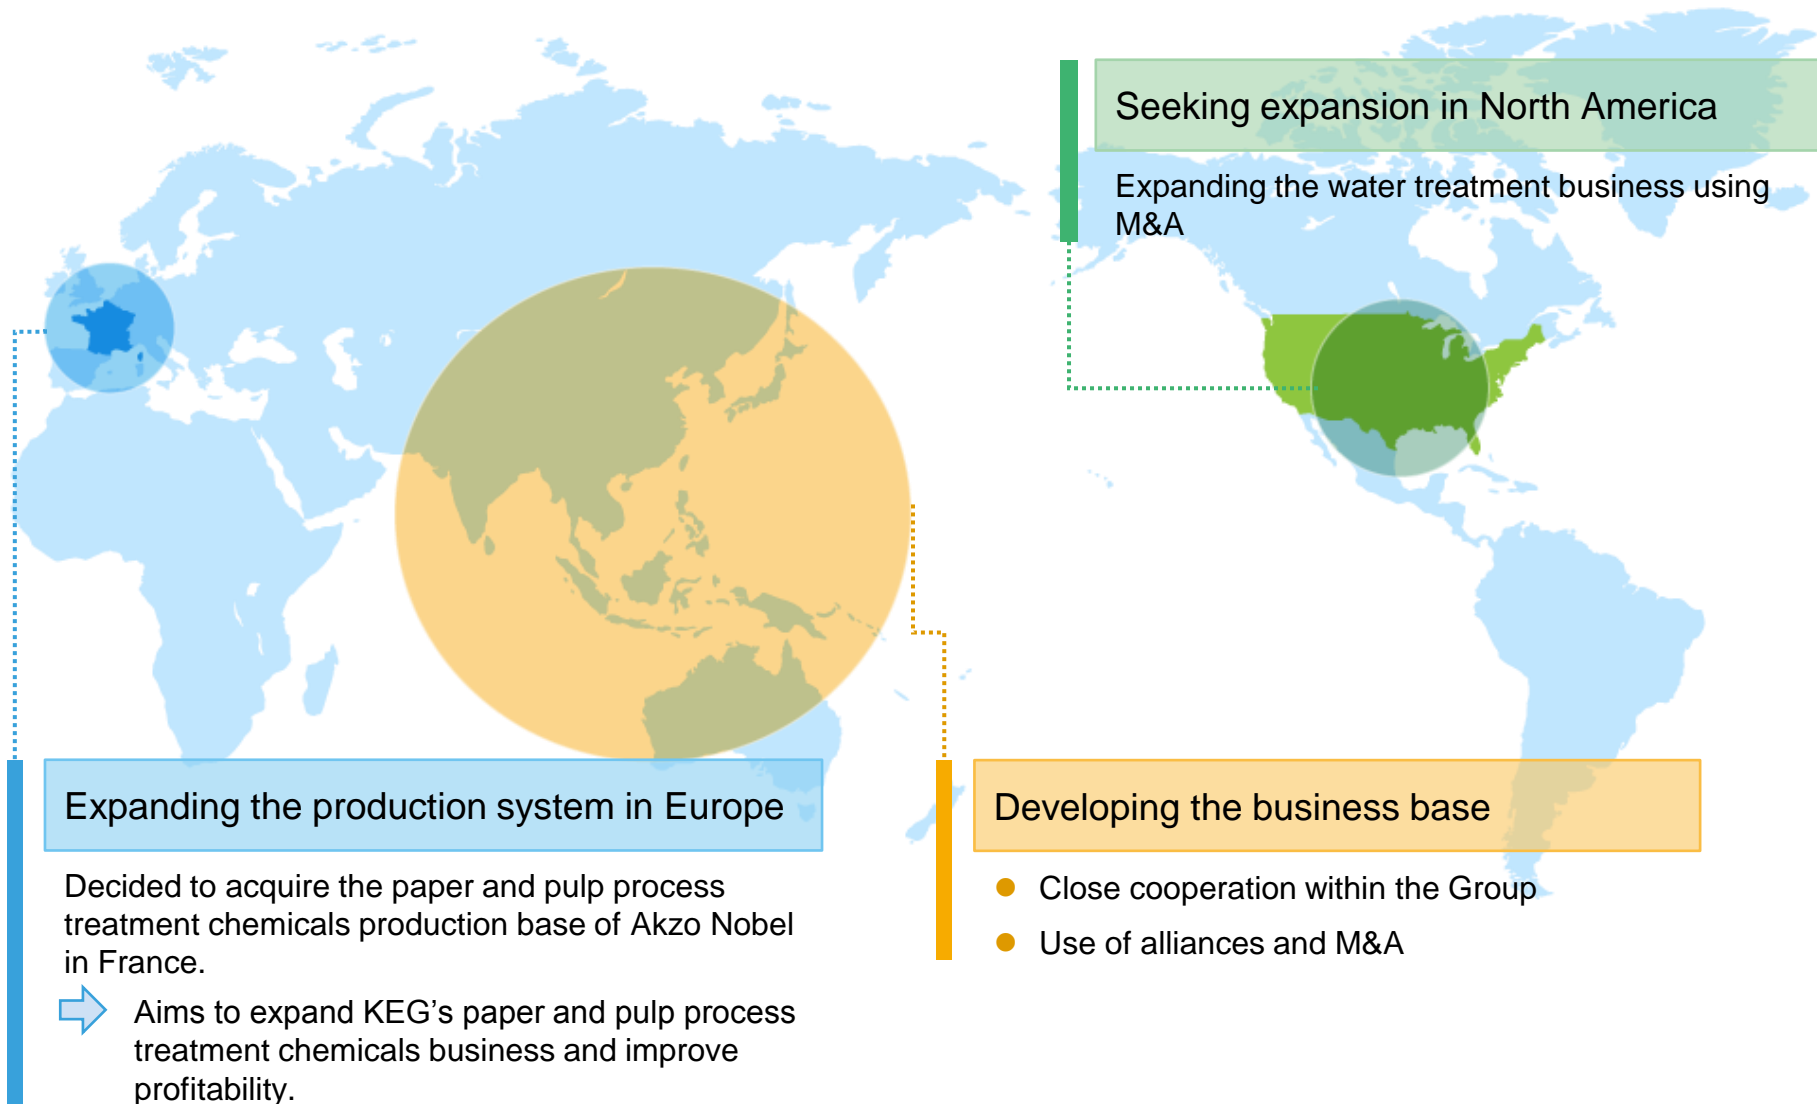 Seeking expansion in North America
Expanding the water treatment business using
M&A
Expanding the production system in Europe
Decided to acquire the paper and pulp process
treatment chemicals production base of Akzo Nobel
in France.
Aims to expand KEG’s paper and pulp process
treatment chemicals business and improve
profitability.
Developing the business base
● Close cooperation within the Group
● Use of alliances and M&A